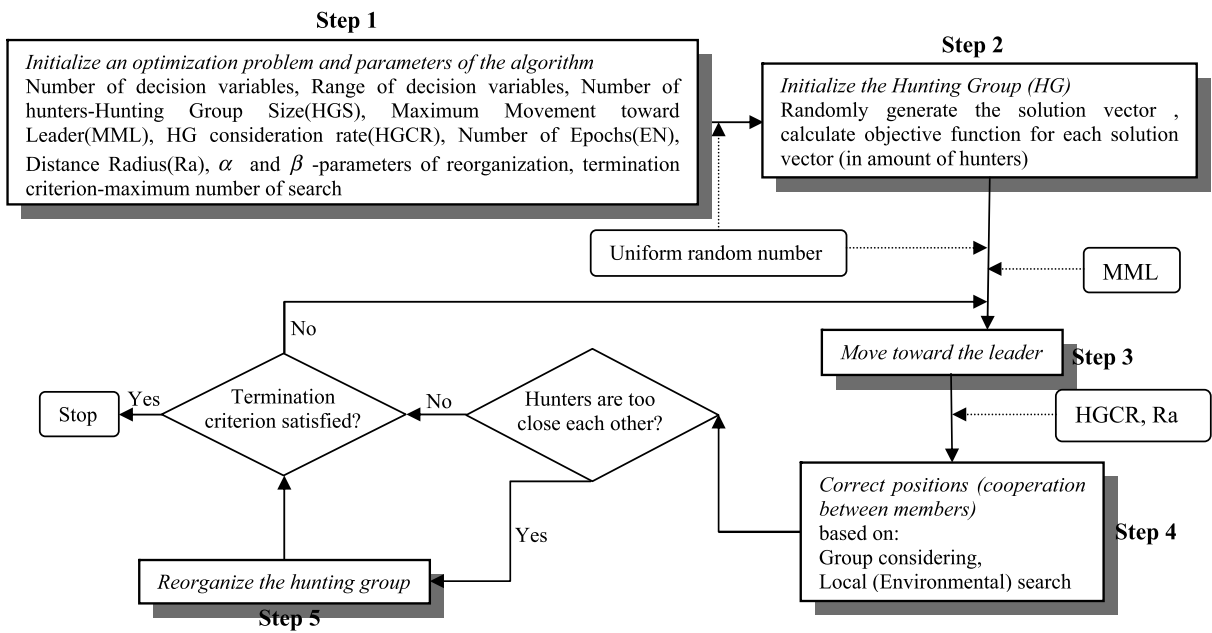 Step 1
Initialize an optimization problem and parameters of the algorithm
Number of decision variables, Range of decision variables, Number of
hunters-Hunting Group Size(HGS), Maximum Movement toward
Leader(MML), HG consideration rate(HGCR), Number of Epochs(EN),
Distance Radius(Ra), α and β -parameters of reorganization, termination
criterion-maximum number of search
Step 2
Initialize the Hunting Group (HG)
Randomly generate the solution vector ,
calculate objective function for each solution
vector (in amount of hunters)
Uniform random number
MML
No
Move toward the leader
Step 3
HGCR, Ra
Stop
Yes
Termination
criterion satisfied?
No
Hunters are too
close each other?
Correct positions (cooperation
between members)
based on:
Group considering,
Local (Environmental) search
Step 4
Yes
Reorganize the hunting group
Step 5